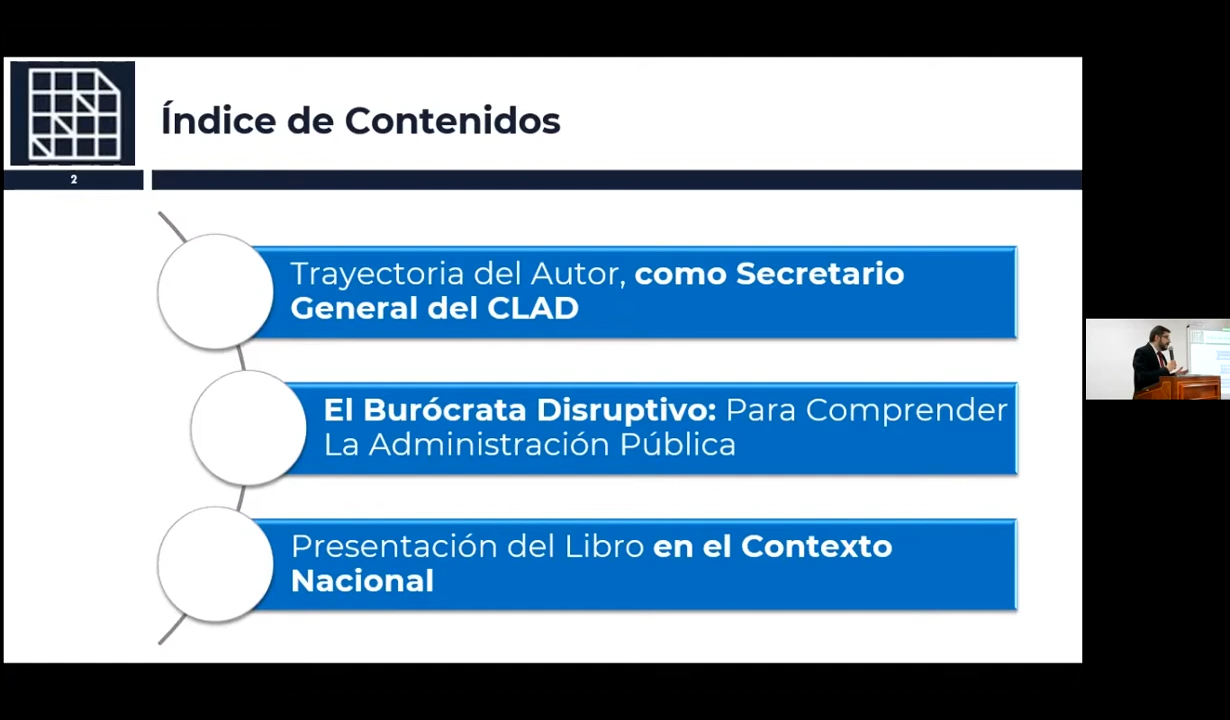 Índice de Contenidos
2
Trayectoria del Autor, como Secretario
General del CLAD
El Burócrata Disruptivo: Para Comprender
La Administración Pública
Presentación del Libro en el Contexto
Nacional